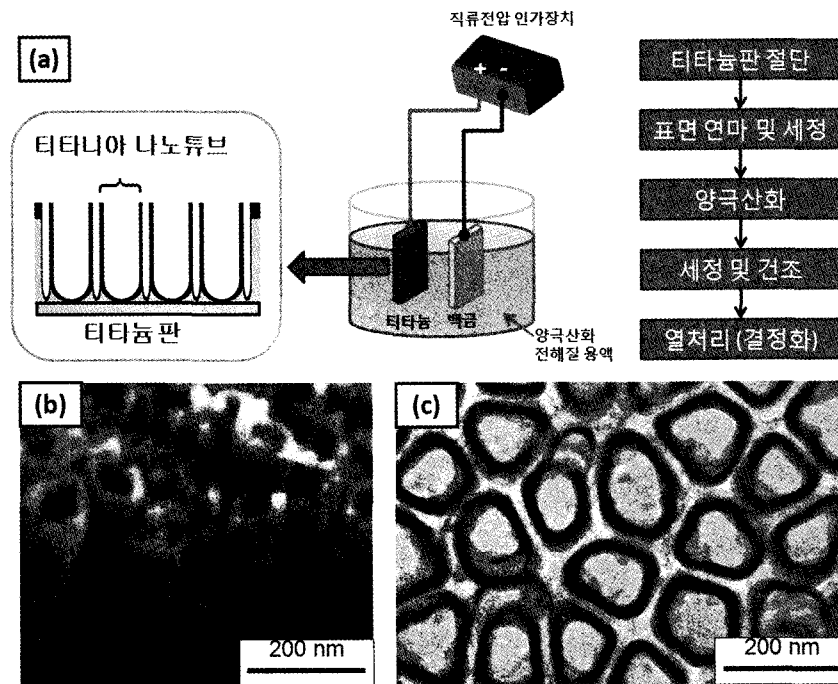 (a)
직류전압 인가장치
+ -
티타니아 나노튜브
티타늄판
티타늄 백금
양극산화
전해질 용액
티타늄판 절단
표면 연마 및 세정
양극산화
세정 및 건조
열처리 (결정화)
(b)
200 nm
(c)
200 nm